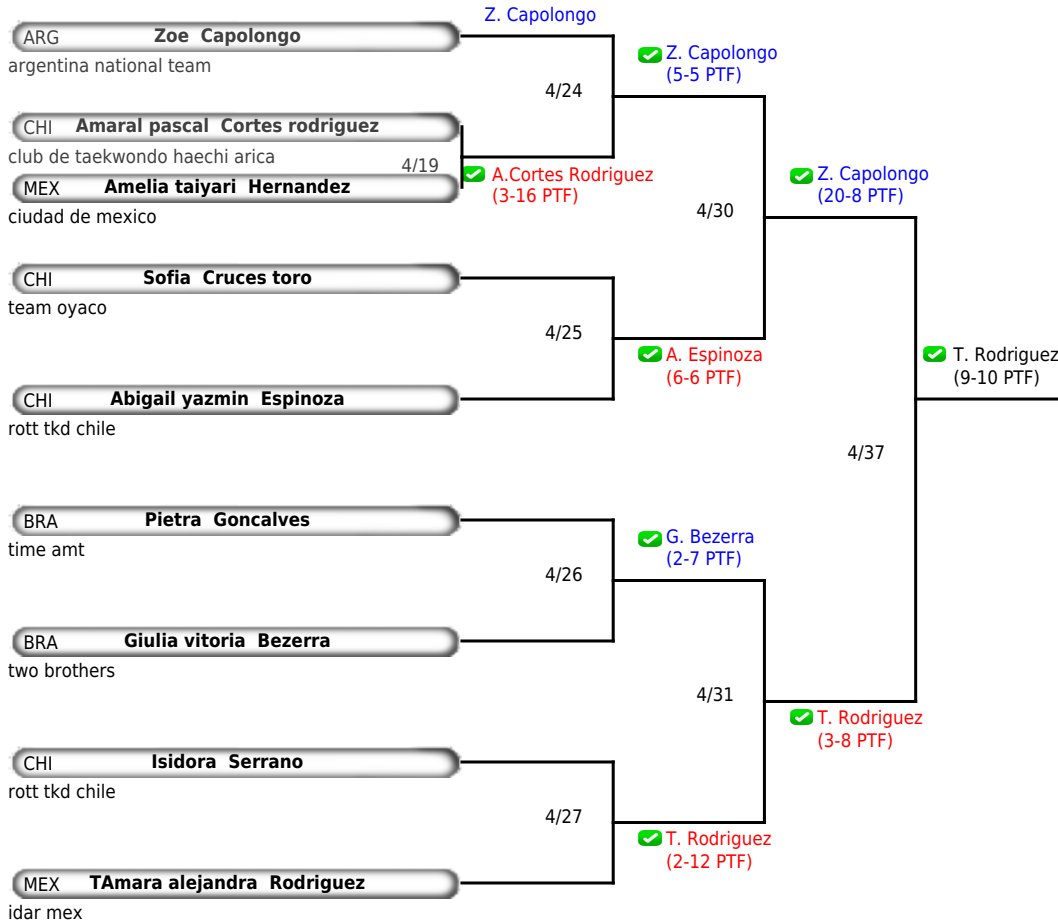 Z. Capolongo
ARG Zoe Capolongo
argentina national team
Z. Capolongo
(5-5 PTF)
4/24
CHI Amaral pascal Cortes rodriguez
club de taekwondo haechi arica
4/19
A.Cortes Rodriguez
(3-16 PTF)
MEX Amelia taiyari Hernandez
ciudad de mexico
Z. Capolongo
(20-8 PTF)
4/30
CHI Sofia Cruces toro
team oyaco
4/25
A. Espinoza
(6-6 PTF)
T. Rodriguez
(9-10 PTF)
CHI Abigail yazmin Espinoza
rott tkd chile
4/37
BRA Pietra Goncalves
time amt
G. Bezerra
(2-7 PTF)
4/26
BRA Giulia vitoria Bezerra
two brothers
4/31
T. Rodriguez
(3-8 PTF)
CHI Isidora Serrano
rott tkd chile
4/27
T. Rodriguez
(2-12 PTF)
MEX TAmara alejandra Rodriguez
idar mex